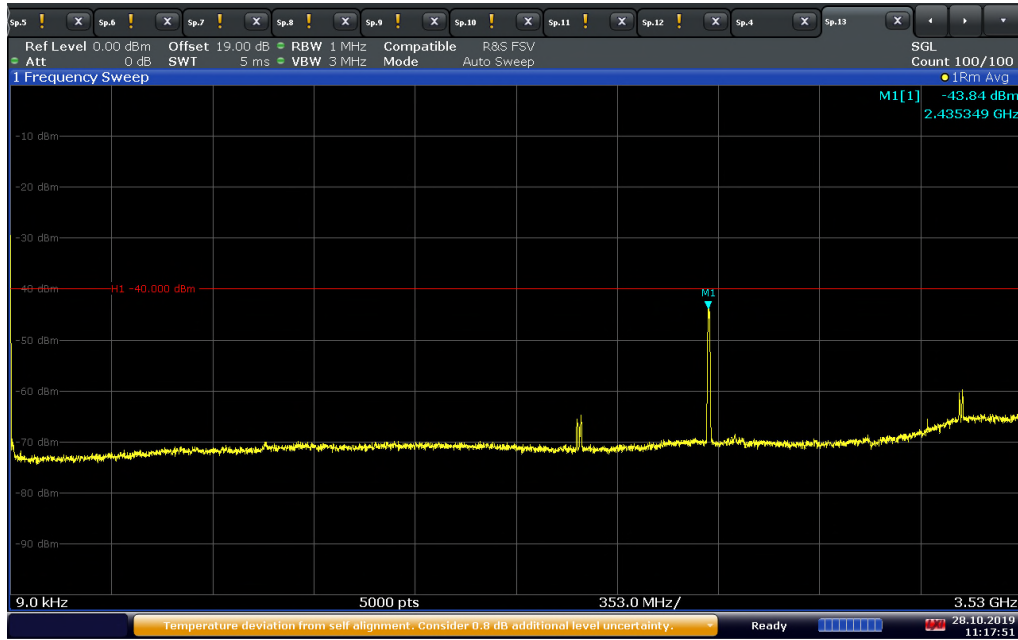 Sp.5 ! X Sp.6 ! X Sp.7 ! X Sp.8 ! X Sp.9 ! X Sp.10 ! X Sp.11 ! X Sp.12 ! X Sp.4 X Sp.13 X
Ref Level 0.00 dBm Offset 19.00 dB RBW 1 MHz Compatible R&S FSV SGL
Att 0 dB SWT 5 ms VBW 3 MHz Mode Auto Sweep Count 100/100
1 Frequency Sweep 1Rm Avg
M1[1] -43.84 dBm
2.435349 GHz
-10 dBm
-20 dBm
-30 dBm
-40 dBm H1 -40.000 dBm
M1
-50 dBm
-60 dBm
-70 dBm
-80 dBm
-90 dBm
9.0 kHz 5000 pts 353.0 MHz/ 3.53 GHz
Temperature deviation from self alignment. Consider 0.8 dB additional level uncertainty. Ready 28.10.2019
11:17:51